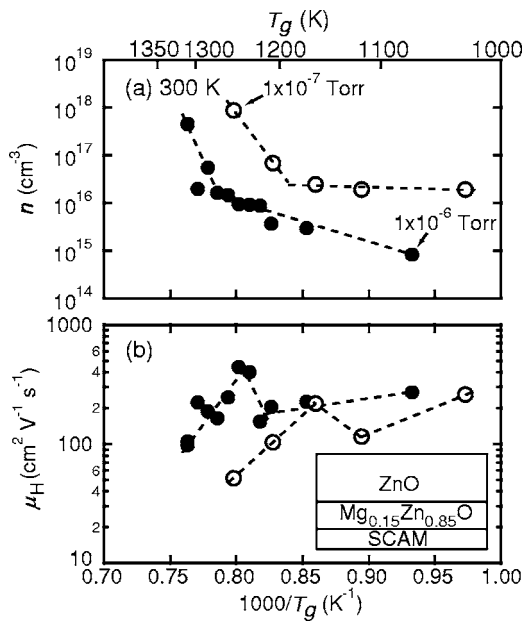 T_g (K)
1350 1300 1200 1100 1000
10^19
(a) 300 K
1x10^-7 Torr
10^18
10^17
n (cm^-3)
10^16
10^15
1x10^-6 Torr
10^14
1000
(b)
6
4
2
μ_H (cm^2 V^-1 s^-1)
100
6
4
2
10
ZnO
Mg_0.15Zn_0.85O
SCAM
0.70 0.75 0.80 0.85 0.90 0.95 1.00
1000/T_g (K^-1)